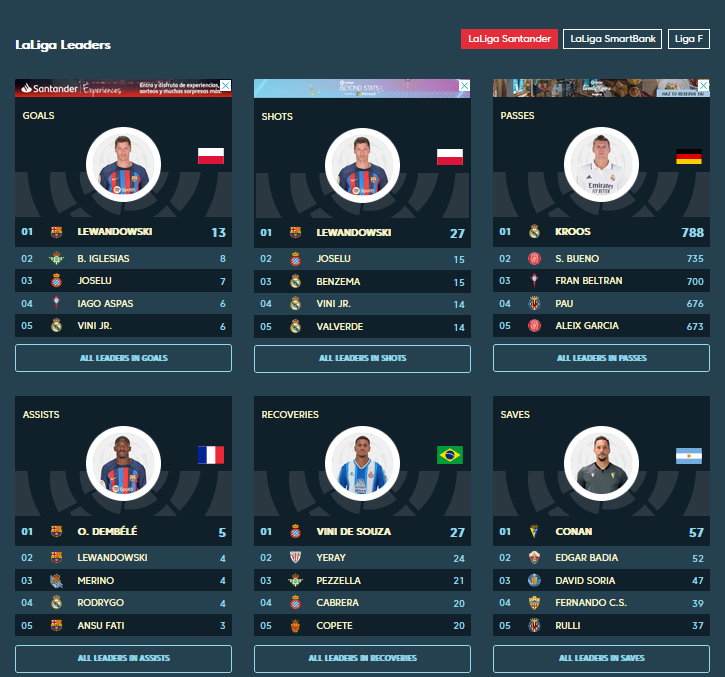 LaLiga Leaders
LaLiga Santander
LaLiga SmartBank
Liga F
Santander Experiences
Entra y disfruta de experiencias,
sorteos y muchas sorpresas más.
BEYOND STATS
HAZ TU RESERVA YA
GOALS
01 LEWANDOWSKI 13
02 B. IGLESIAS 8
03 JOSELU 7
04 IAGO ASPAS 6
05 VINI JR. 6
ALL LEADERS IN GOALS
SHOTS
01 LEWANDOWSKI 27
02 JOSELU 15
03 BENZEMA 15
04 VINI JR. 14
05 VALVERDE 14
ALL LEADERS IN SHOTS
PASSES
Emirates
FLY BETTER
01 KROOS 788
02 S. BUENO 735
03 FRAN BELTRAN 700
04 PAU 676
05 ALEIX GARCIA 673
ALL LEADERS IN PASSES
ASSISTS
01 O. DEMBÉLÉ 5
02 LEWANDOWSKI 4
03 MERINO 4
04 RODRYGO 4
05 ANSU FATI 3
ALL LEADERS IN ASSISTS
RECOVERIES
01 VINI DE SOUZA 27
02 YERAY 24
03 PEZZELLA 21
04 CABRERA 20
05 COPETE 20
ALL LEADERS IN RECOVERIES
SAVES
01 CONAN 57
02 EDGAR BADIA 52
03 DAVID SORIA 47
04 FERNANDO C.S. 39
05 RULLI 37
ALL LEADERS IN SAVES